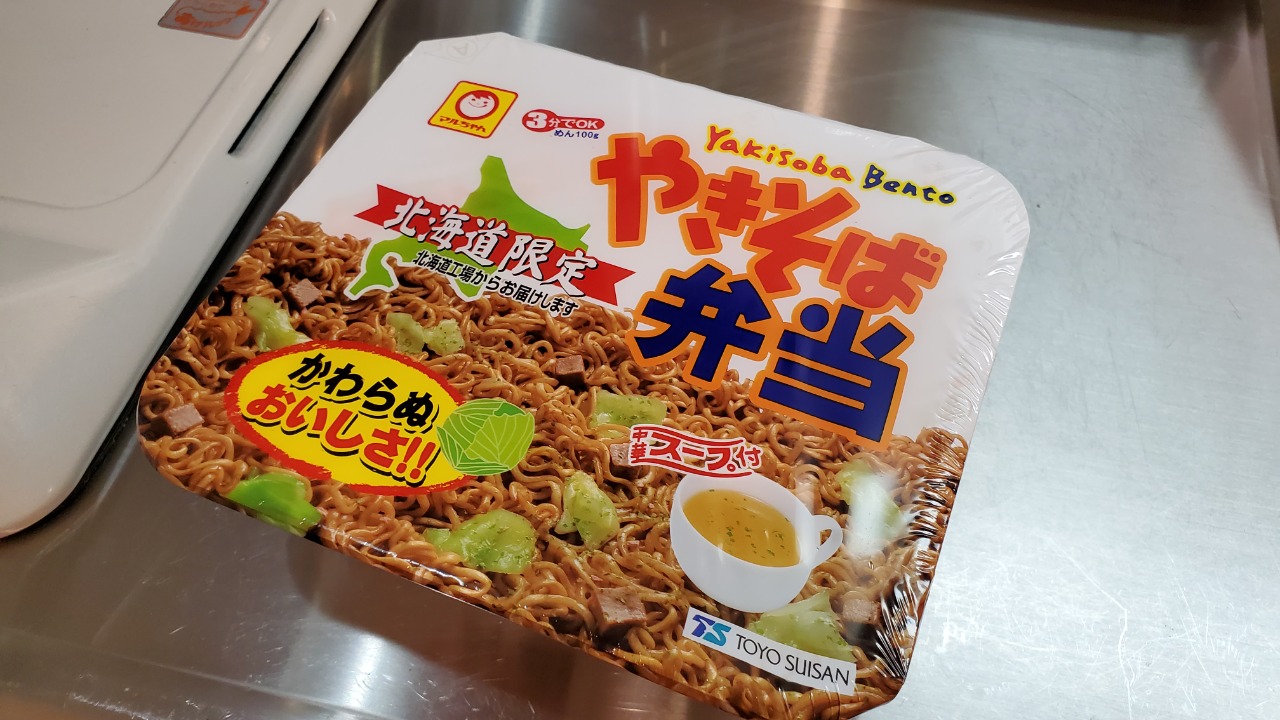 マルちゃん
3分でOK
めん100g
Yakisoba Bento
やきそば
弁当
北海道限定
北海道工場からお届けします
かわらぬ
おいしさ!!
中華スープ付
TS TOYO SUISAN